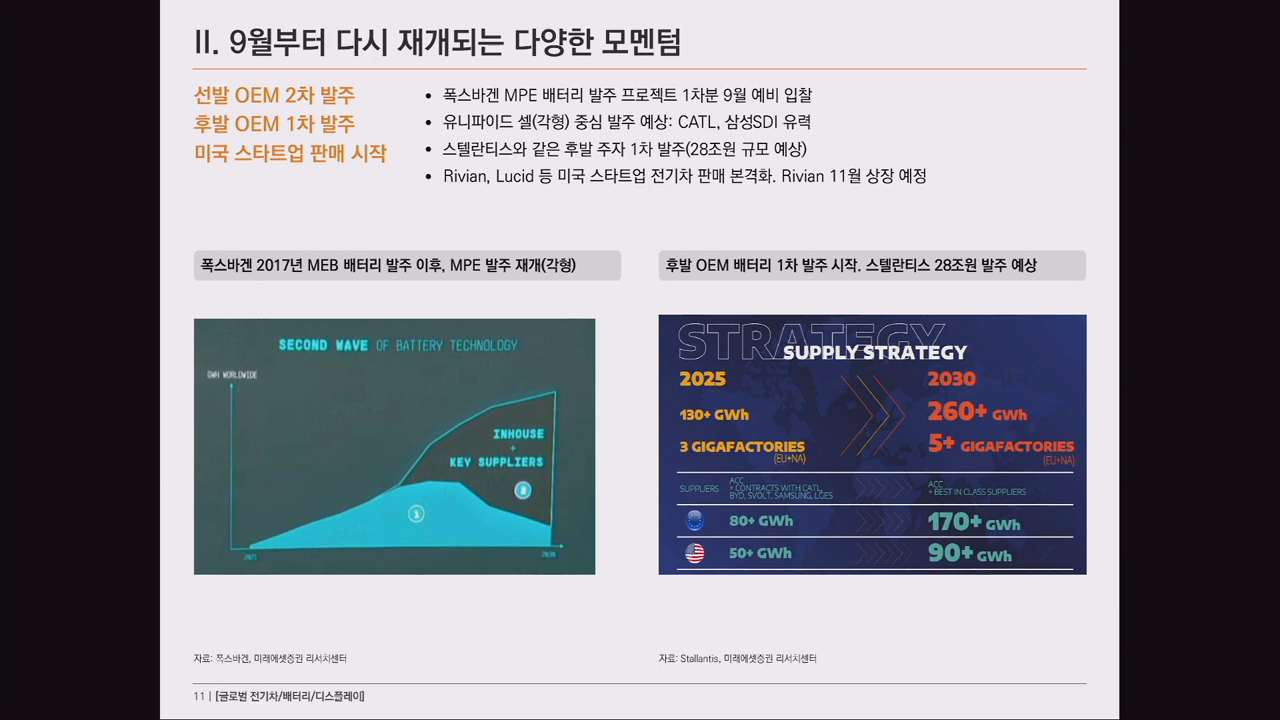 II. 9월부터 다시 재개되는 다양한 모멘텀
선발 OEM 2차 발주
후발 OEM 1차 발주
미국 스타트업 판매 시작
• 폭스바겐 MPE 배터리 발주 프로젝트 1차분 9월 예비 입찰
• 유니파이드 셀(각형) 중심 발주 예상: CATL, 삼성SDI 유력
• 스텔란티스와 같은 후발 주자 1차 발주(28조원 규모 예상)
• Rivian, Lucid 등 미국 스타트업 전기차 판매 본격화. Rivian 11월 상장 예정
폭스바겐 2017년 MEB 배터리 발주 이후, MPE 발주 재개(각형)
SECOND WAVE OF BATTERY TECHNOLOGY
GWH WORLDWIDE
INHOUSE
+
KEY SUPPLIERS
2
1
2021
2030
자료: 폭스바겐, 미래에셋증권 리서치센터
후발 OEM 배터리 1차 발주 시작. 스텔란티스 28조원 발주 예상
STRATEGY
SUPPLY STRATEGY
2025 2030
130+ GWh 260+ GWh
3 GIGAFACTORIES 5+ GIGAFACTORIES
(EU+NA) (EU+NA)
SUPPLIERS
ACC
+ CONTRACTS WITH CATL,
BYD, SVOLT, SAMSUNG, LGES
ACC
+ BEST IN CLASS SUPPLIERS
80+ GWh 170+ GWh
50+ GWh 90+ GWh
자료: Stallantis, 미래에셋증권 리서치센터
11 | [글로벌 전기차/배터리/디스플레이]